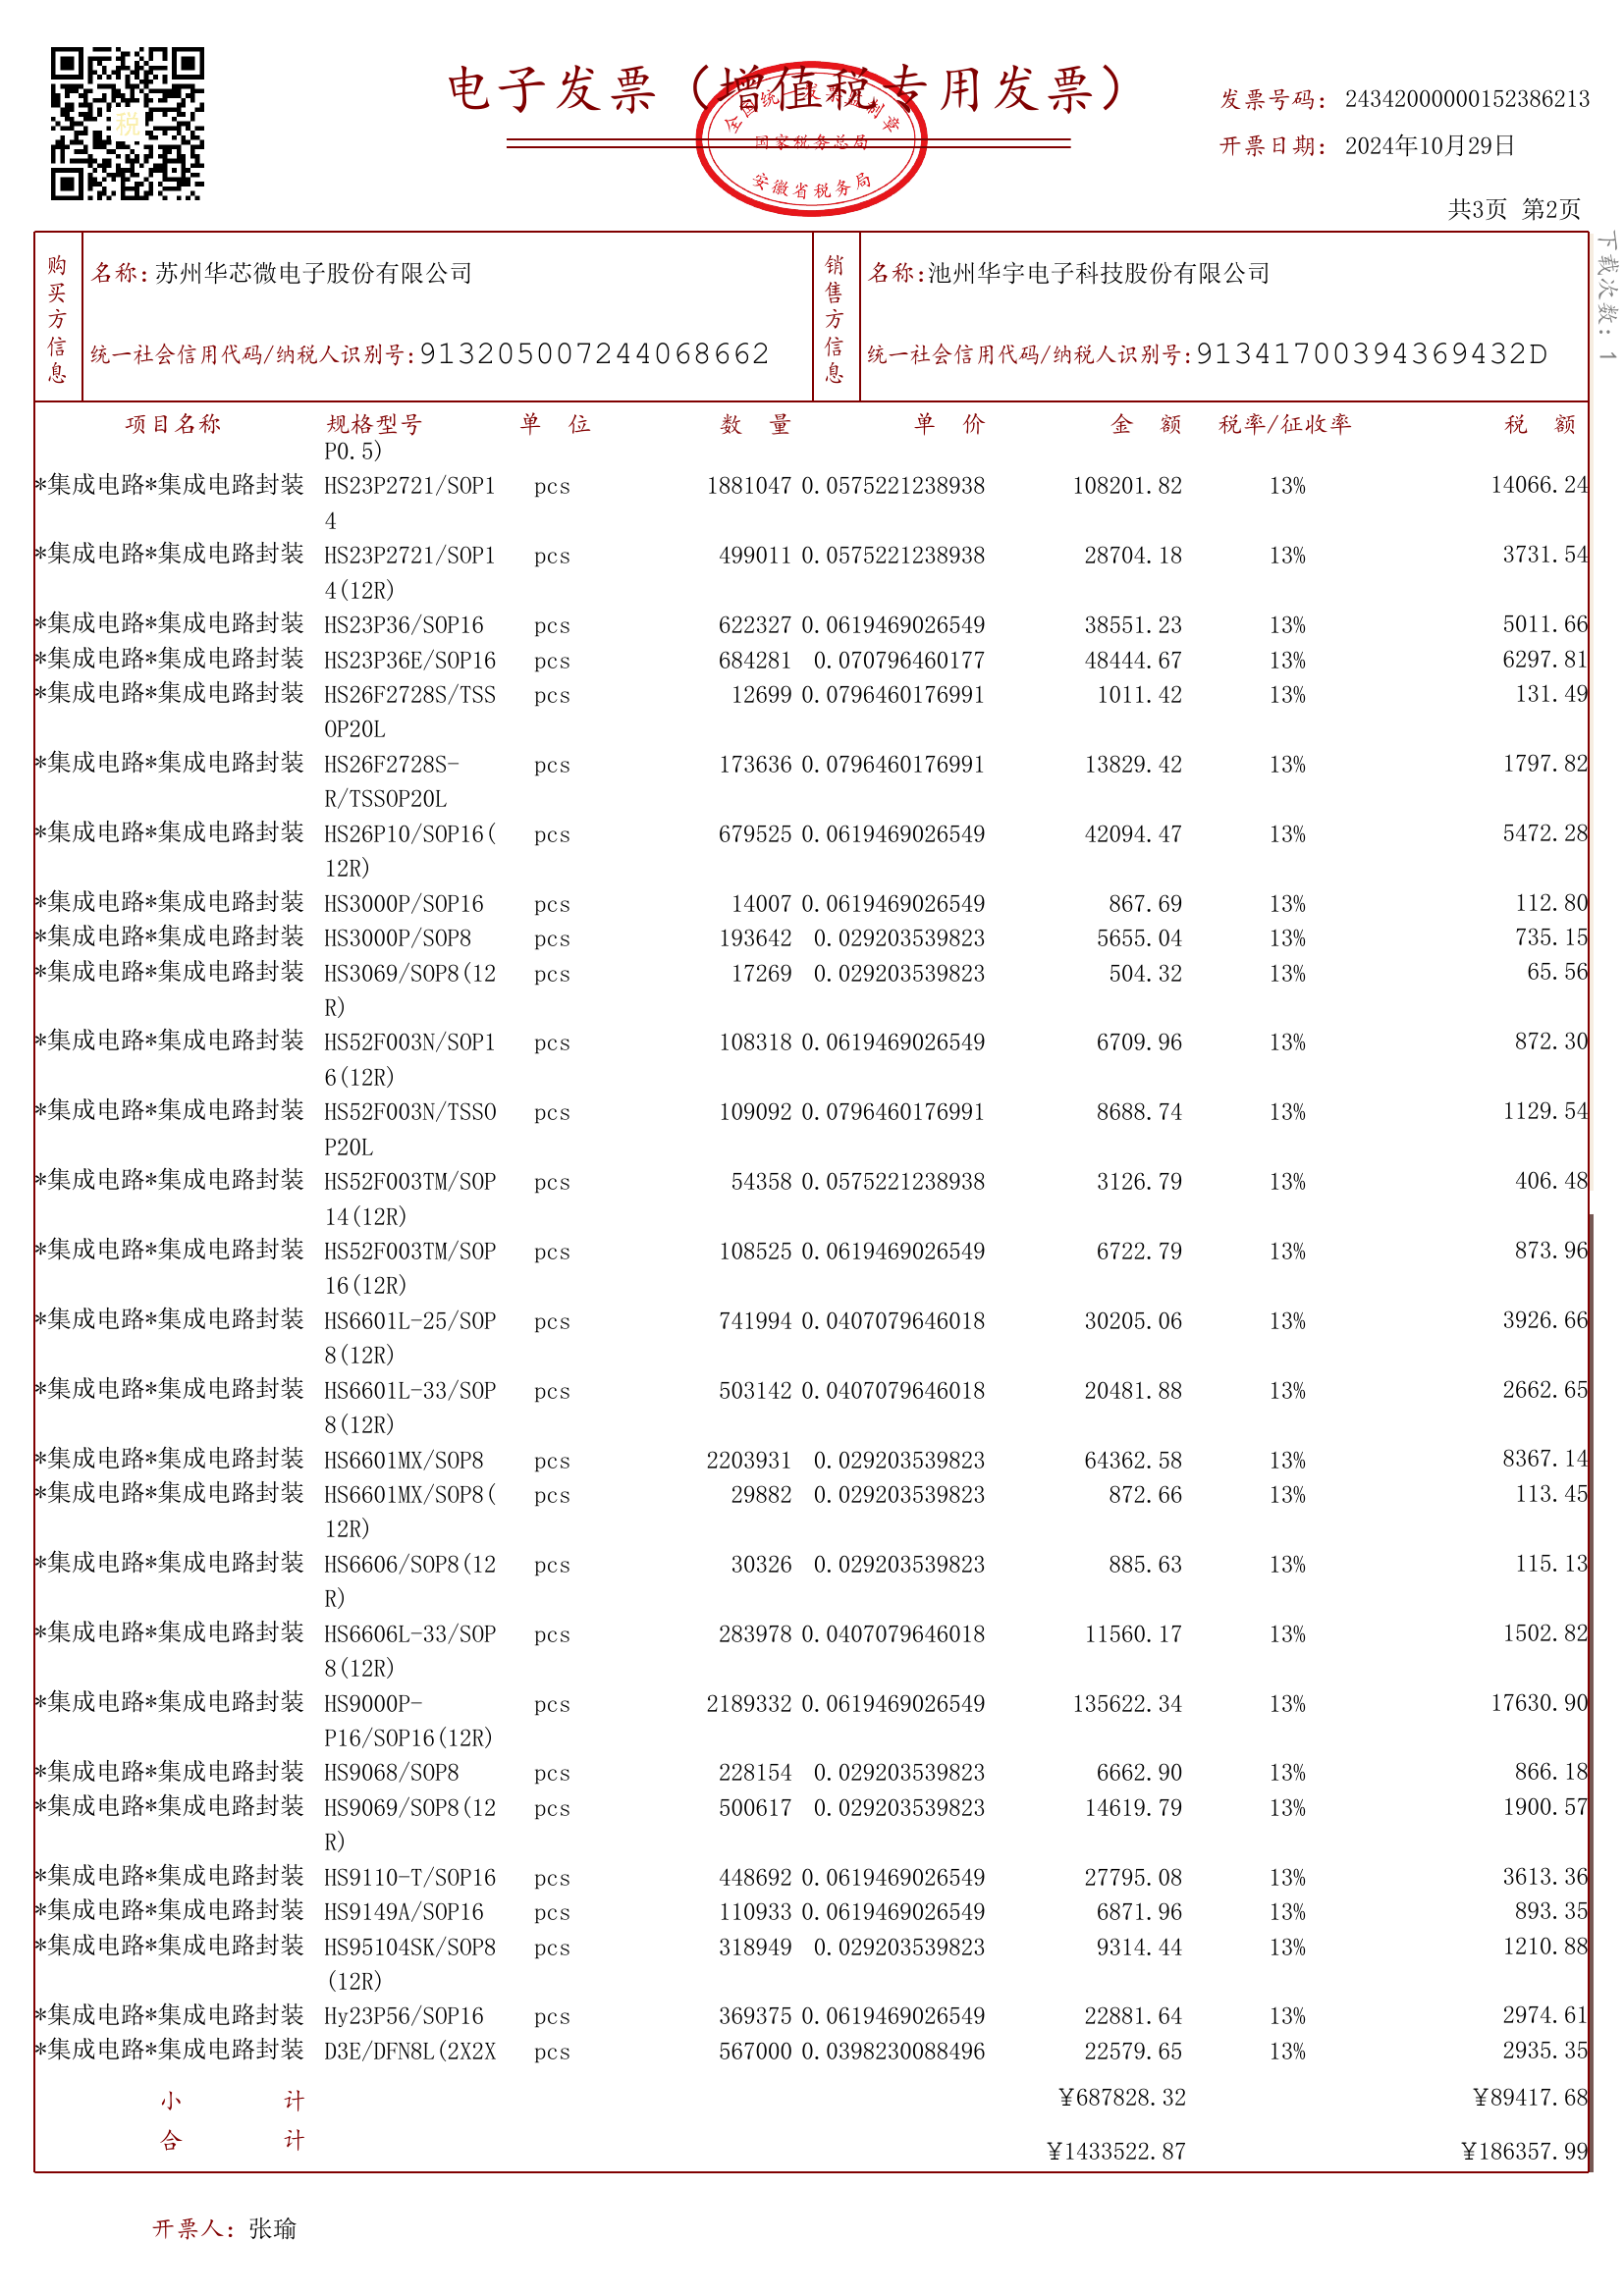 电子发票（增值税专用发票）
全国统一发票监制章
国家税务总局
安徽省税务局
税
发票号码：24342000000152386213
开票日期：2024年10月29日
共3页 第2页
下载次数：1
购买方信息
名称：苏州华芯微电子股份有限公司
统一社会信用代码/纳税人识别号：913205007244068662
销售方信息
名称：池州华宇电子科技股份有限公司
统一社会信用代码/纳税人识别号：91341700394369432D
项目名称 规格型号 单 位 数 量 单 价 金 额 税率/征收率 税 额
P0.5)
*集成电路*集成电路封装 HS23P2721/SOP1 pcs 1881047 0.0575221238938 108201.82 13% 14066.24
4
*集成电路*集成电路封装 HS23P2721/SOP1 pcs 499011 0.0575221238938 28704.18 13% 3731.54
4(12R)
*集成电路*集成电路封装 HS23P36/SOP16 pcs 622327 0.0619469026549 38551.23 13% 5011.66
*集成电路*集成电路封装 HS23P36E/SOP16 pcs 684281 0.070796460177 48444.67 13% 6297.81
*集成电路*集成电路封装 HS26F2728S/TSS pcs 12699 0.0796460176991 1011.42 13% 131.49
OP20L
*集成电路*集成电路封装 HS26F2728S- pcs 173636 0.0796460176991 13829.42 13% 1797.82
R/TSSOP20L
*集成电路*集成电路封装 HS26P10/SOP16( pcs 679525 0.0619469026549 42094.47 13% 5472.28
12R)
*集成电路*集成电路封装 HS3000P/SOP16 pcs 14007 0.0619469026549 867.69 13% 112.80
*集成电路*集成电路封装 HS3000P/SOP8 pcs 193642 0.029203539823 5655.04 13% 735.15
*集成电路*集成电路封装 HS3069/SOP8(12 pcs 17269 0.029203539823 504.32 13% 65.56
R)
*集成电路*集成电路封装 HS52F003N/SOP1 pcs 108318 0.0619469026549 6709.96 13% 872.30
6(12R)
*集成电路*集成电路封装 HS52F003N/TSSO pcs 109092 0.0796460176991 8688.74 13% 1129.54
P20L
*集成电路*集成电路封装 HS52F003TM/SOP pcs 54358 0.0575221238938 3126.79 13% 406.48
14(12R)
*集成电路*集成电路封装 HS52F003TM/SOP pcs 108525 0.0619469026549 6722.79 13% 873.96
16(12R)
*集成电路*集成电路封装 HS6601L-25/SOP pcs 741994 0.0407079646018 30205.06 13% 3926.66
8(12R)
*集成电路*集成电路封装 HS6601L-33/SOP pcs 503142 0.0407079646018 20481.88 13% 2662.65
8(12R)
*集成电路*集成电路封装 HS6601MX/SOP8 pcs 2203931 0.029203539823 64362.58 13% 8367.14
*集成电路*集成电路封装 HS6601MX/SOP8( pcs 29882 0.029203539823 872.66 13% 113.45
12R)
*集成电路*集成电路封装 HS6606/SOP8(12 pcs 30326 0.029203539823 885.63 13% 115.13
R)
*集成电路*集成电路封装 HS6606L-33/SOP pcs 283978 0.0407079646018 11560.17 13% 1502.82
8(12R)
*集成电路*集成电路封装 HS9000P- pcs 2189332 0.0619469026549 135622.34 13% 17630.90
P16/SOP16(12R)
*集成电路*集成电路封装 HS9068/SOP8 pcs 228154 0.029203539823 6662.90 13% 866.18
*集成电路*集成电路封装 HS9069/SOP8(12 pcs 500617 0.029203539823 14619.79 13% 1900.57
R)
*集成电路*集成电路封装 HS9110-T/SOP16 pcs 448692 0.0619469026549 27795.08 13% 3613.36
*集成电路*集成电路封装 HS9149A/SOP16 pcs 110933 0.0619469026549 6871.96 13% 893.35
*集成电路*集成电路封装 HS95104SK/SOP8 pcs 318949 0.029203539823 9314.44 13% 1210.88
(12R)
*集成电路*集成电路封装 Hy23P56/SOP16 pcs 369375 0.0619469026549 22881.64 13% 2974.61
*集成电路*集成电路封装 D3E/DFN8L(2X2X pcs 567000 0.0398230088496 22579.65 13% 2935.35
小 计 ¥687828.32 ¥89417.68
合 计 ¥1433522.87 ¥186357.99
开票人：张瑜